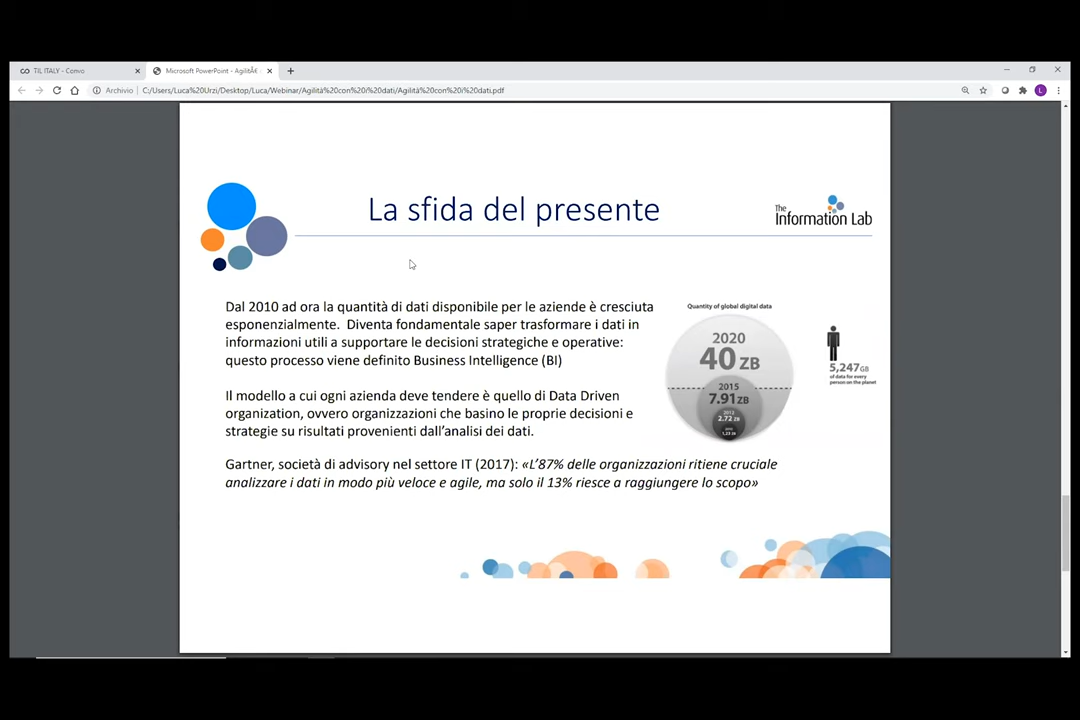 TIL ITALY - Convo
Microsoft PowerPoint - AgilitÃ€
Archivio
C:/Users/Luca%20Urzi/Desktop/Luca/Webinar/Agilità%20con%20i%20dati/Agilità%20con%20i%20dati.pdf
L
La sfida del presente
The
Information Lab
Dal 2010 ad ora la quantità di dati disponibile per le aziende è cresciuta
esponenzialmente. Diventa fondamentale saper trasformare i dati in
informazioni utili a supportare le decisioni strategiche e operative:
questo processo viene definito Business Intelligence (BI)
Il modello a cui ogni azienda deve tendere è quello di Data Driven
organization, ovvero organizzazioni che basino le proprie decisioni e
strategie su risultati provenienti dall'analisi dei dati.
Gartner, società di advisory nel settore IT (2017): «L'87% delle organizzazioni ritiene cruciale
analizzare i dati in modo più veloce e agile, ma solo il 13% riesce a raggiungere lo scopo»
Quantity of global digital data
2020
40 ZB
2015
7.91ZB
2012
2.72 ZB
1.23 ZB
5,247GB
of data for every
person on the planet